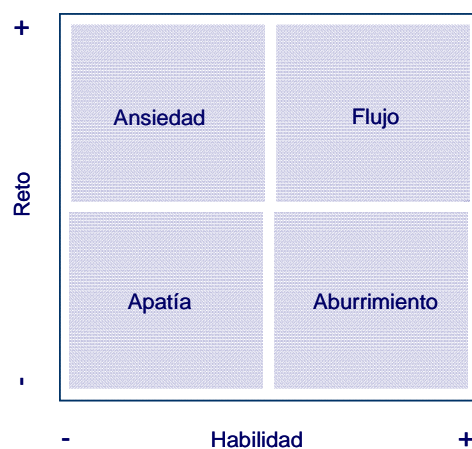 +
Ansiedad
Flujo
Reto
Apatía
Aburrimiento
-
-
Habilidad
+